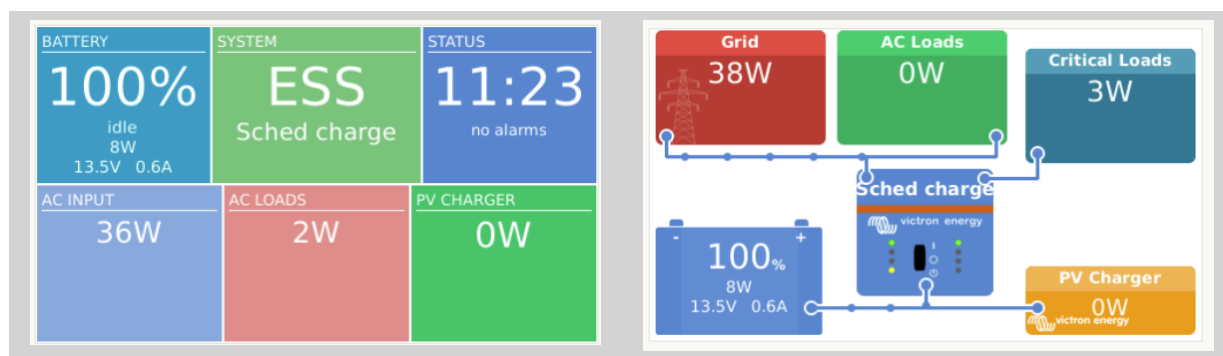 BATTERY
100%
idle
8W
13.5V 0.6A
SYSTEM
ESS
Sched charge
STATUS
11:23
no alarms
AC INPUT
36W
AC LOADS
2W
PV CHARGER
0W
Grid
38W
AC Loads
0W
Critical Loads
3W
Sched charge
victron energy
- +
100%
8W
13.5V 0.6A
PV Charger
0W
victron energy